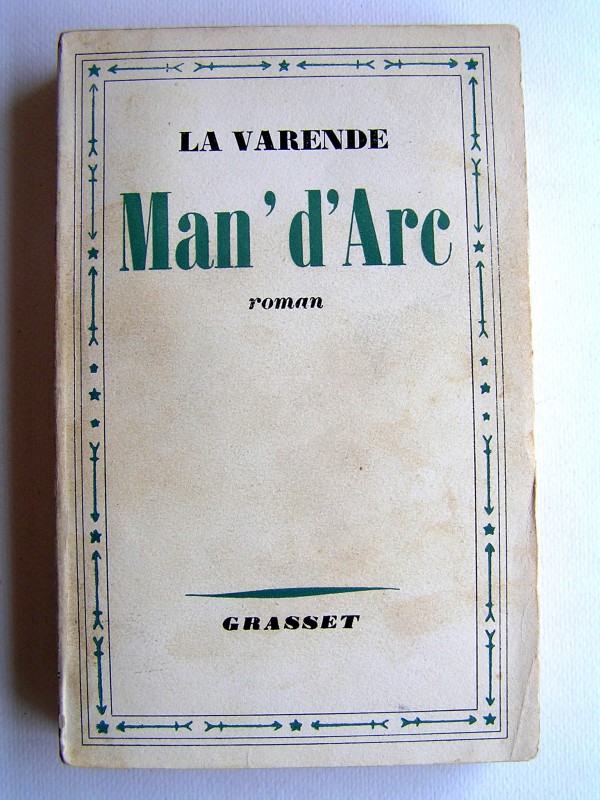 LA VARENDE
Man' d'Arc
roman
GRASSET